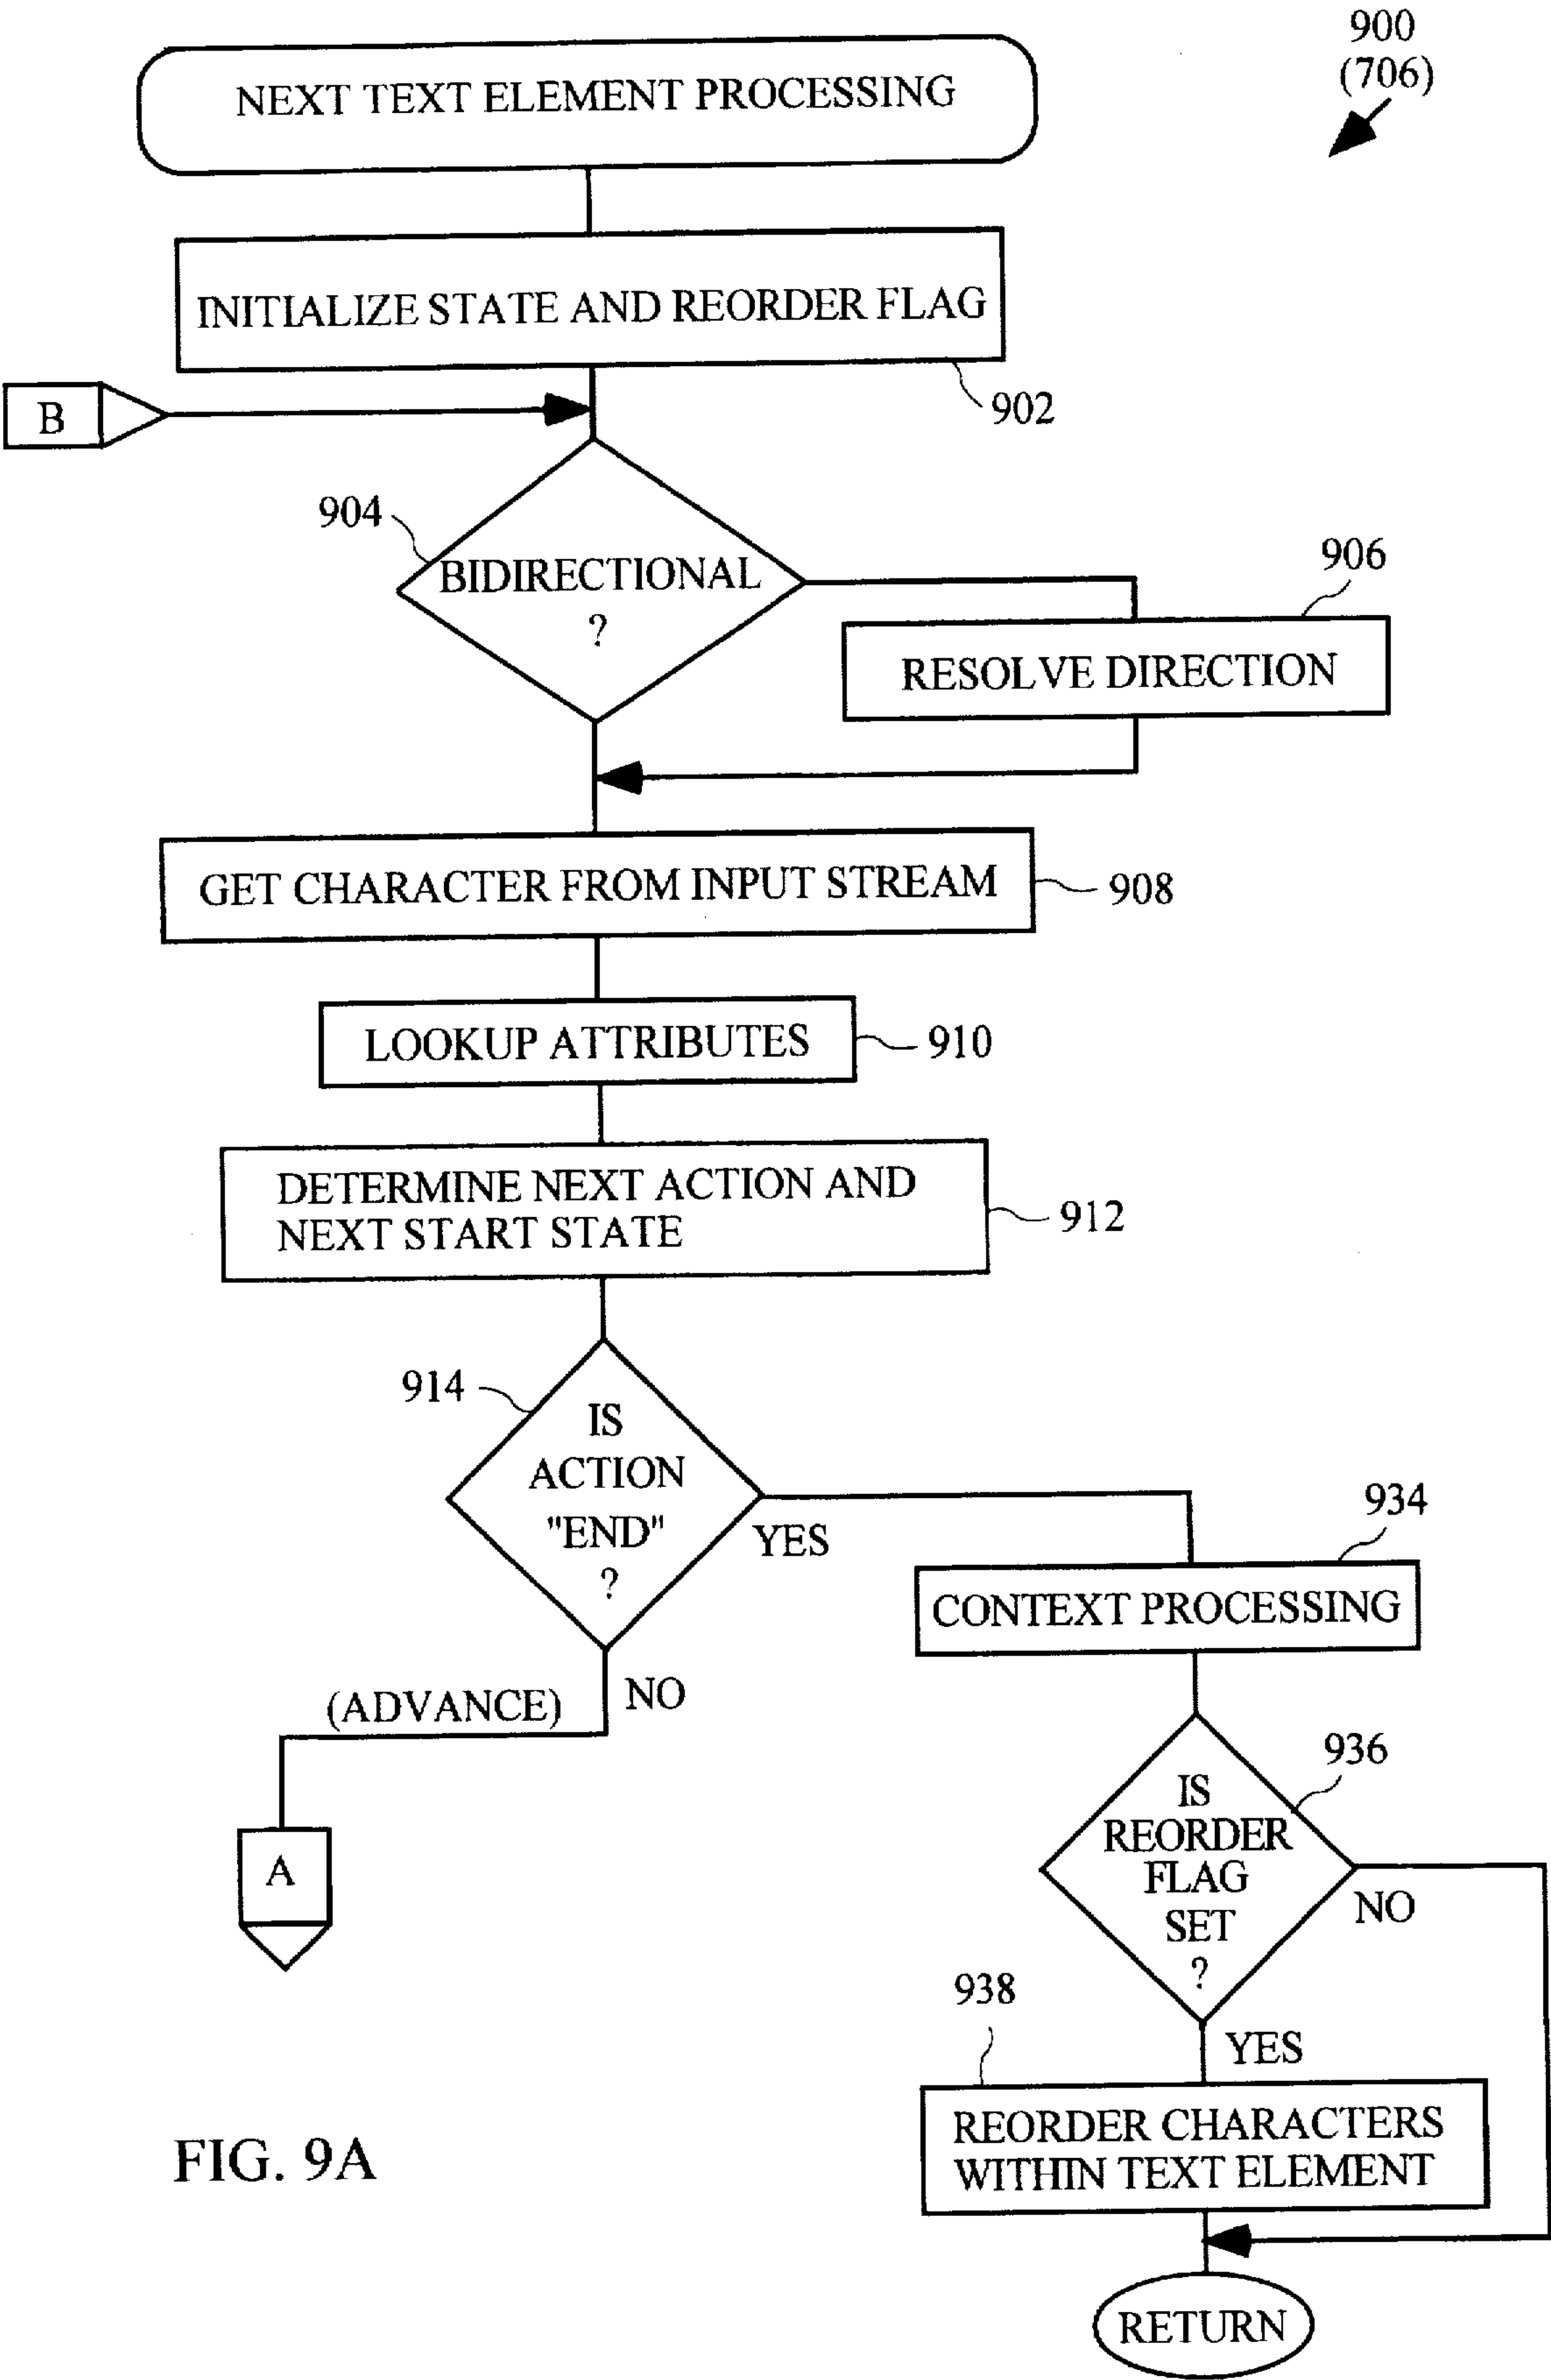 900
(706)
NEXT TEXT ELEMENT PROCESSING
INITIALIZE STATE AND REORDER FLAG
902
B
904
BIDIRECTIONAL
?
906
RESOLVE DIRECTION
GET CHARACTER FROM INPUT STREAM
908
LOOKUP ATTRIBUTES
910
DETERMINE NEXT ACTION AND
NEXT START STATE
912
914
IS
ACTION
"END"
?
YES
934
CONTEXT PROCESSING
(ADVANCE)
NO
A
936
IS
REORDER
FLAG
SET
?
NO
938
YES
REORDER CHARACTERS
WITHIN TEXT ELEMENT
FIG. 9A
RETURN